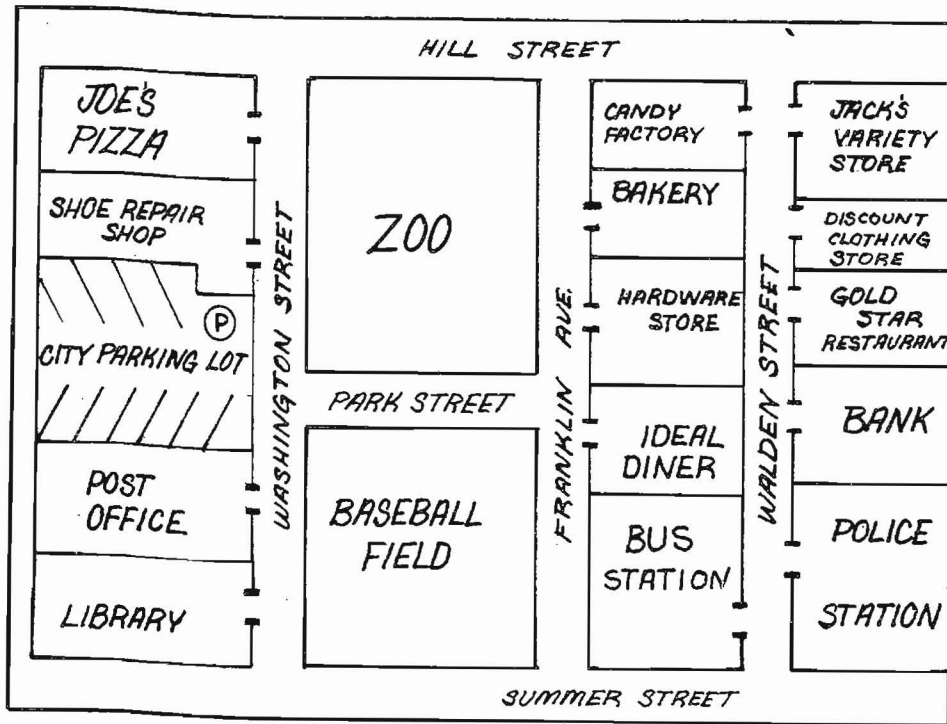 HILL STREET
JOE'S
PIZZA
SHOE REPAIR
SHOP
P
CITY PARKING LOT
POST
OFFICE
LIBRARY
WASHINGTON STREET
ZOO
PARK STREET
BASEBALL
FIELD
FRANKLIN AVE.
CANDY
FACTORY
BAKERY
HARDWARE
STORE
IDEAL
DINER
BUS
STATION
WALDEN STREET
JACK'S
VARIETY
STORE
DISCOUNT
CLOTHING
STORE
GOLD
STAR
RESTAURANT
BANK
POLICE
STATION
SUMMER STREET